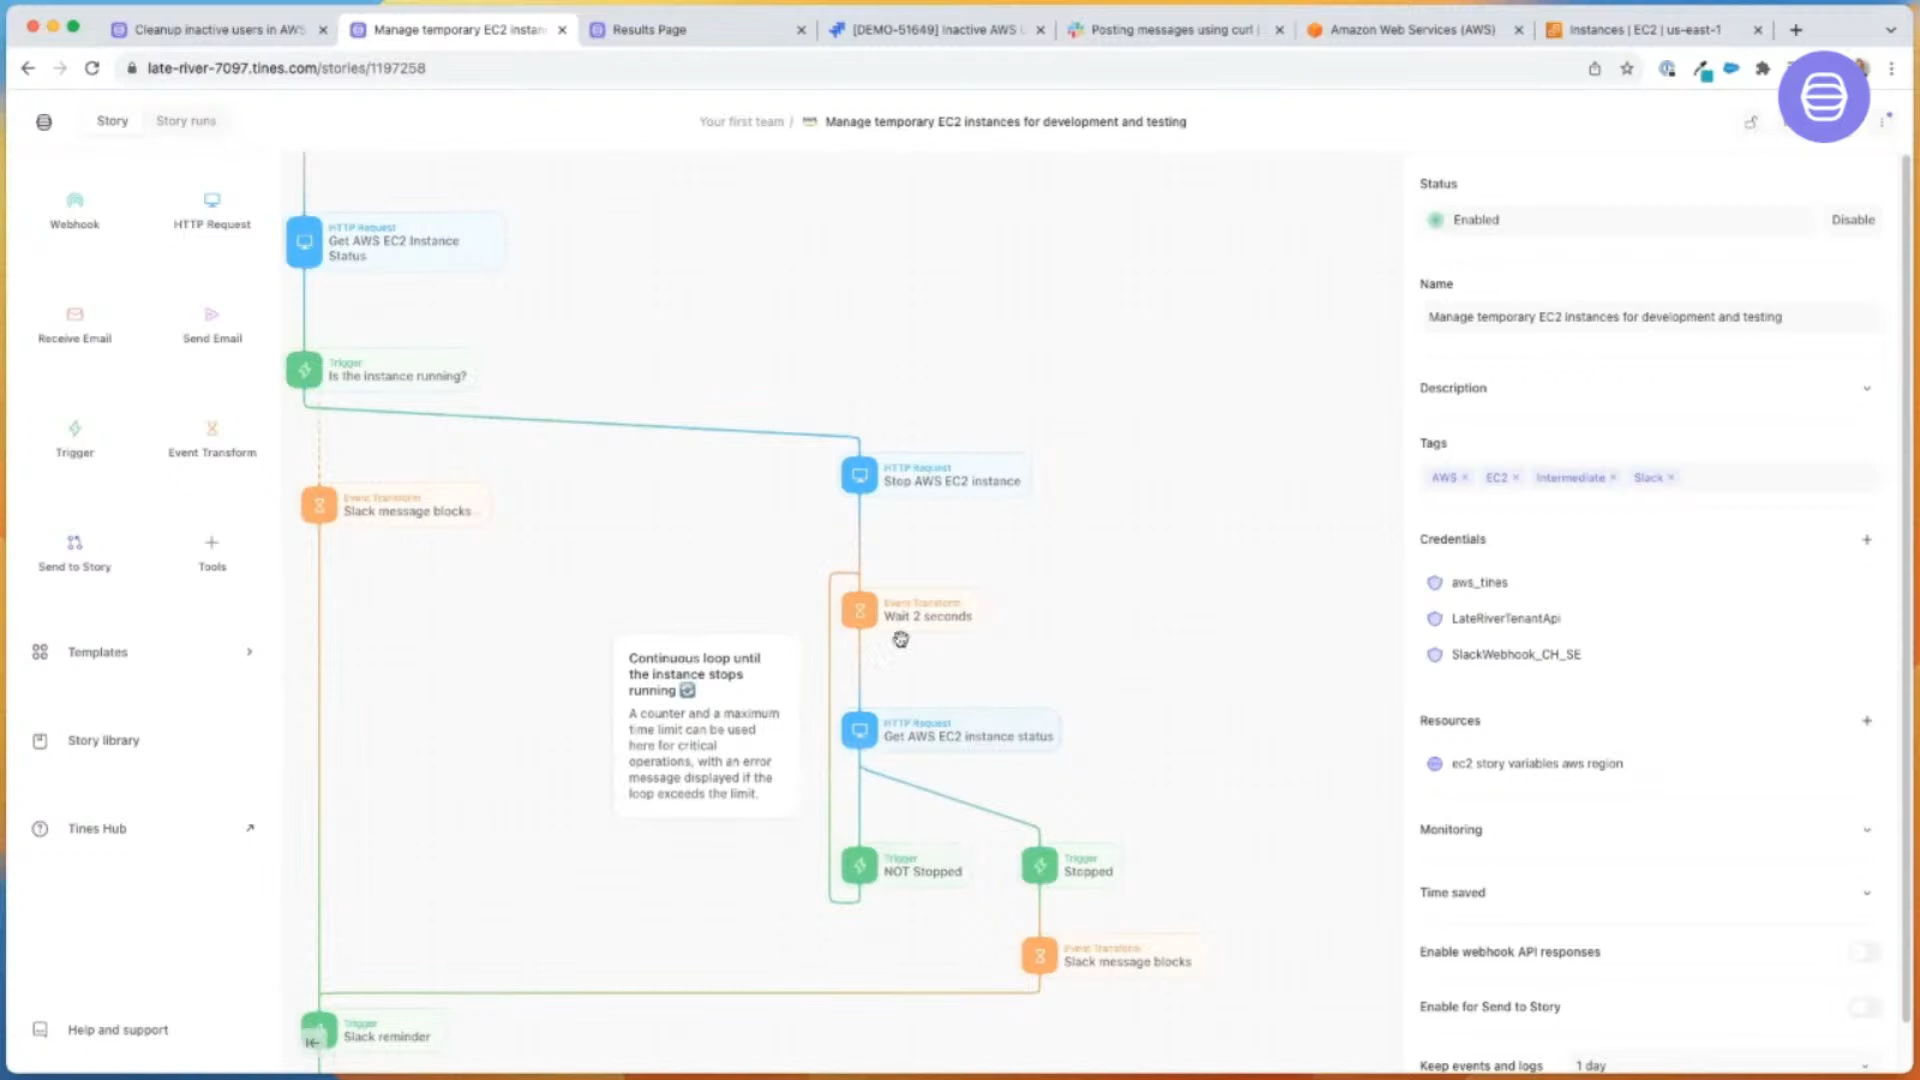 Cleanup inactive users in AWS
Manage temporary EC2 instan
Results Page
[DEMO-51649] Inactive AWS U
Posting messages using curl |
Amazon Web Services (AWS)
Instances | EC2 | us-east-1
late-river-7097.tines.com/stories/1197258
Story
Story runs
Your first team /
Manage temporary EC2 instances for development and testing
Webhook
HTTP Request
Receive Email
Send Email
Trigger
Event Transform
Send to Story
Tools
Templates
Story library
Tines Hub
Help and support
HTTP Request
Get AWS EC2 Instance
Status
Trigger
Is the instance running?
HTTP Request
Stop AWS EC2 instance
Event Transform
Slack message blocks
Event Transform
Wait 2 seconds
Continuous loop until
the instance stops
running
A counter and a maximum
time limit can be used
here for critical
operations, with an error
message displayed if the
loop exceeds the limit.
HTTP Request
Get AWS EC2 instance status
Trigger
NOT Stopped
Trigger
Stopped
Event Transform
Slack message blocks
Trigger
Slack reminder
Status
Enabled
Disable
Name
Manage temporary EC2 instances for development and testing
Description
Tags
AWS
EC2
Intermediate
Slack
Credentials
aws_tines
LateRiverTenantApi
SlackWebhook_CH_SE
Resources
ec2 story variables aws region
Monitoring
Time saved
Enable webhook API responses
Enable for Send to Story
Keep events and logs
1 day